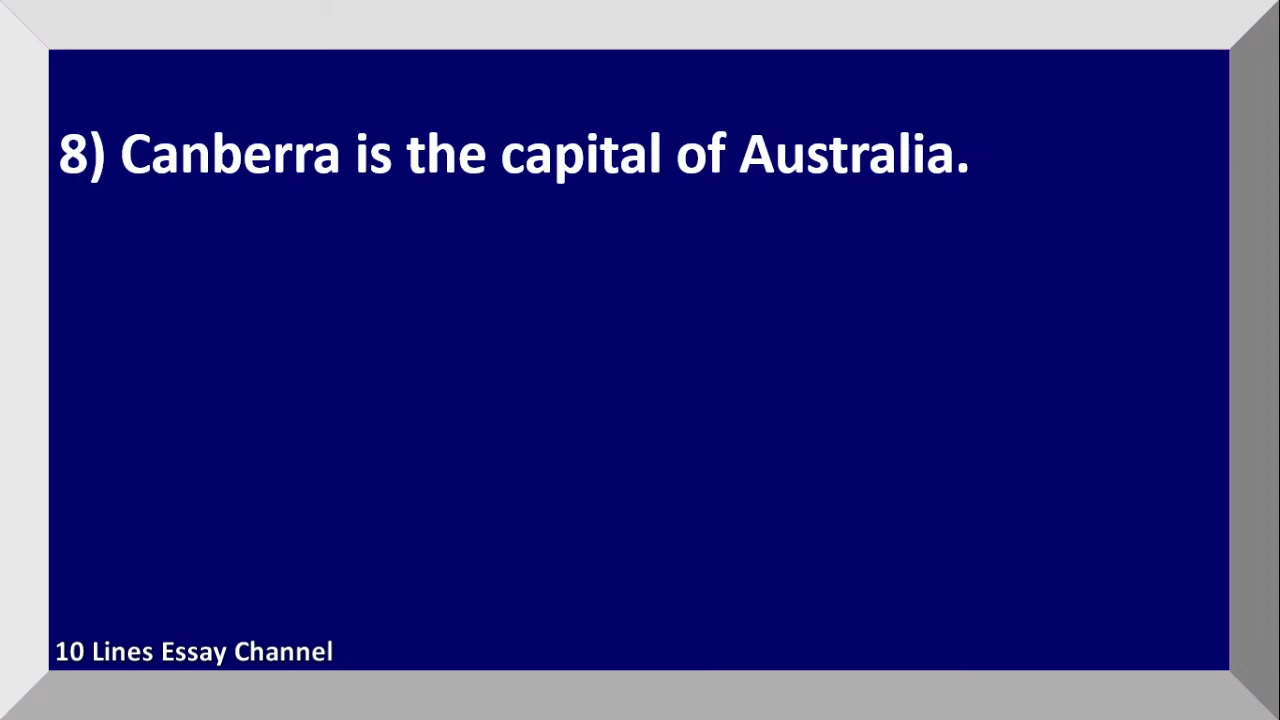 8) Canberra is the capital of Australia.
10 Lines Essay Channel